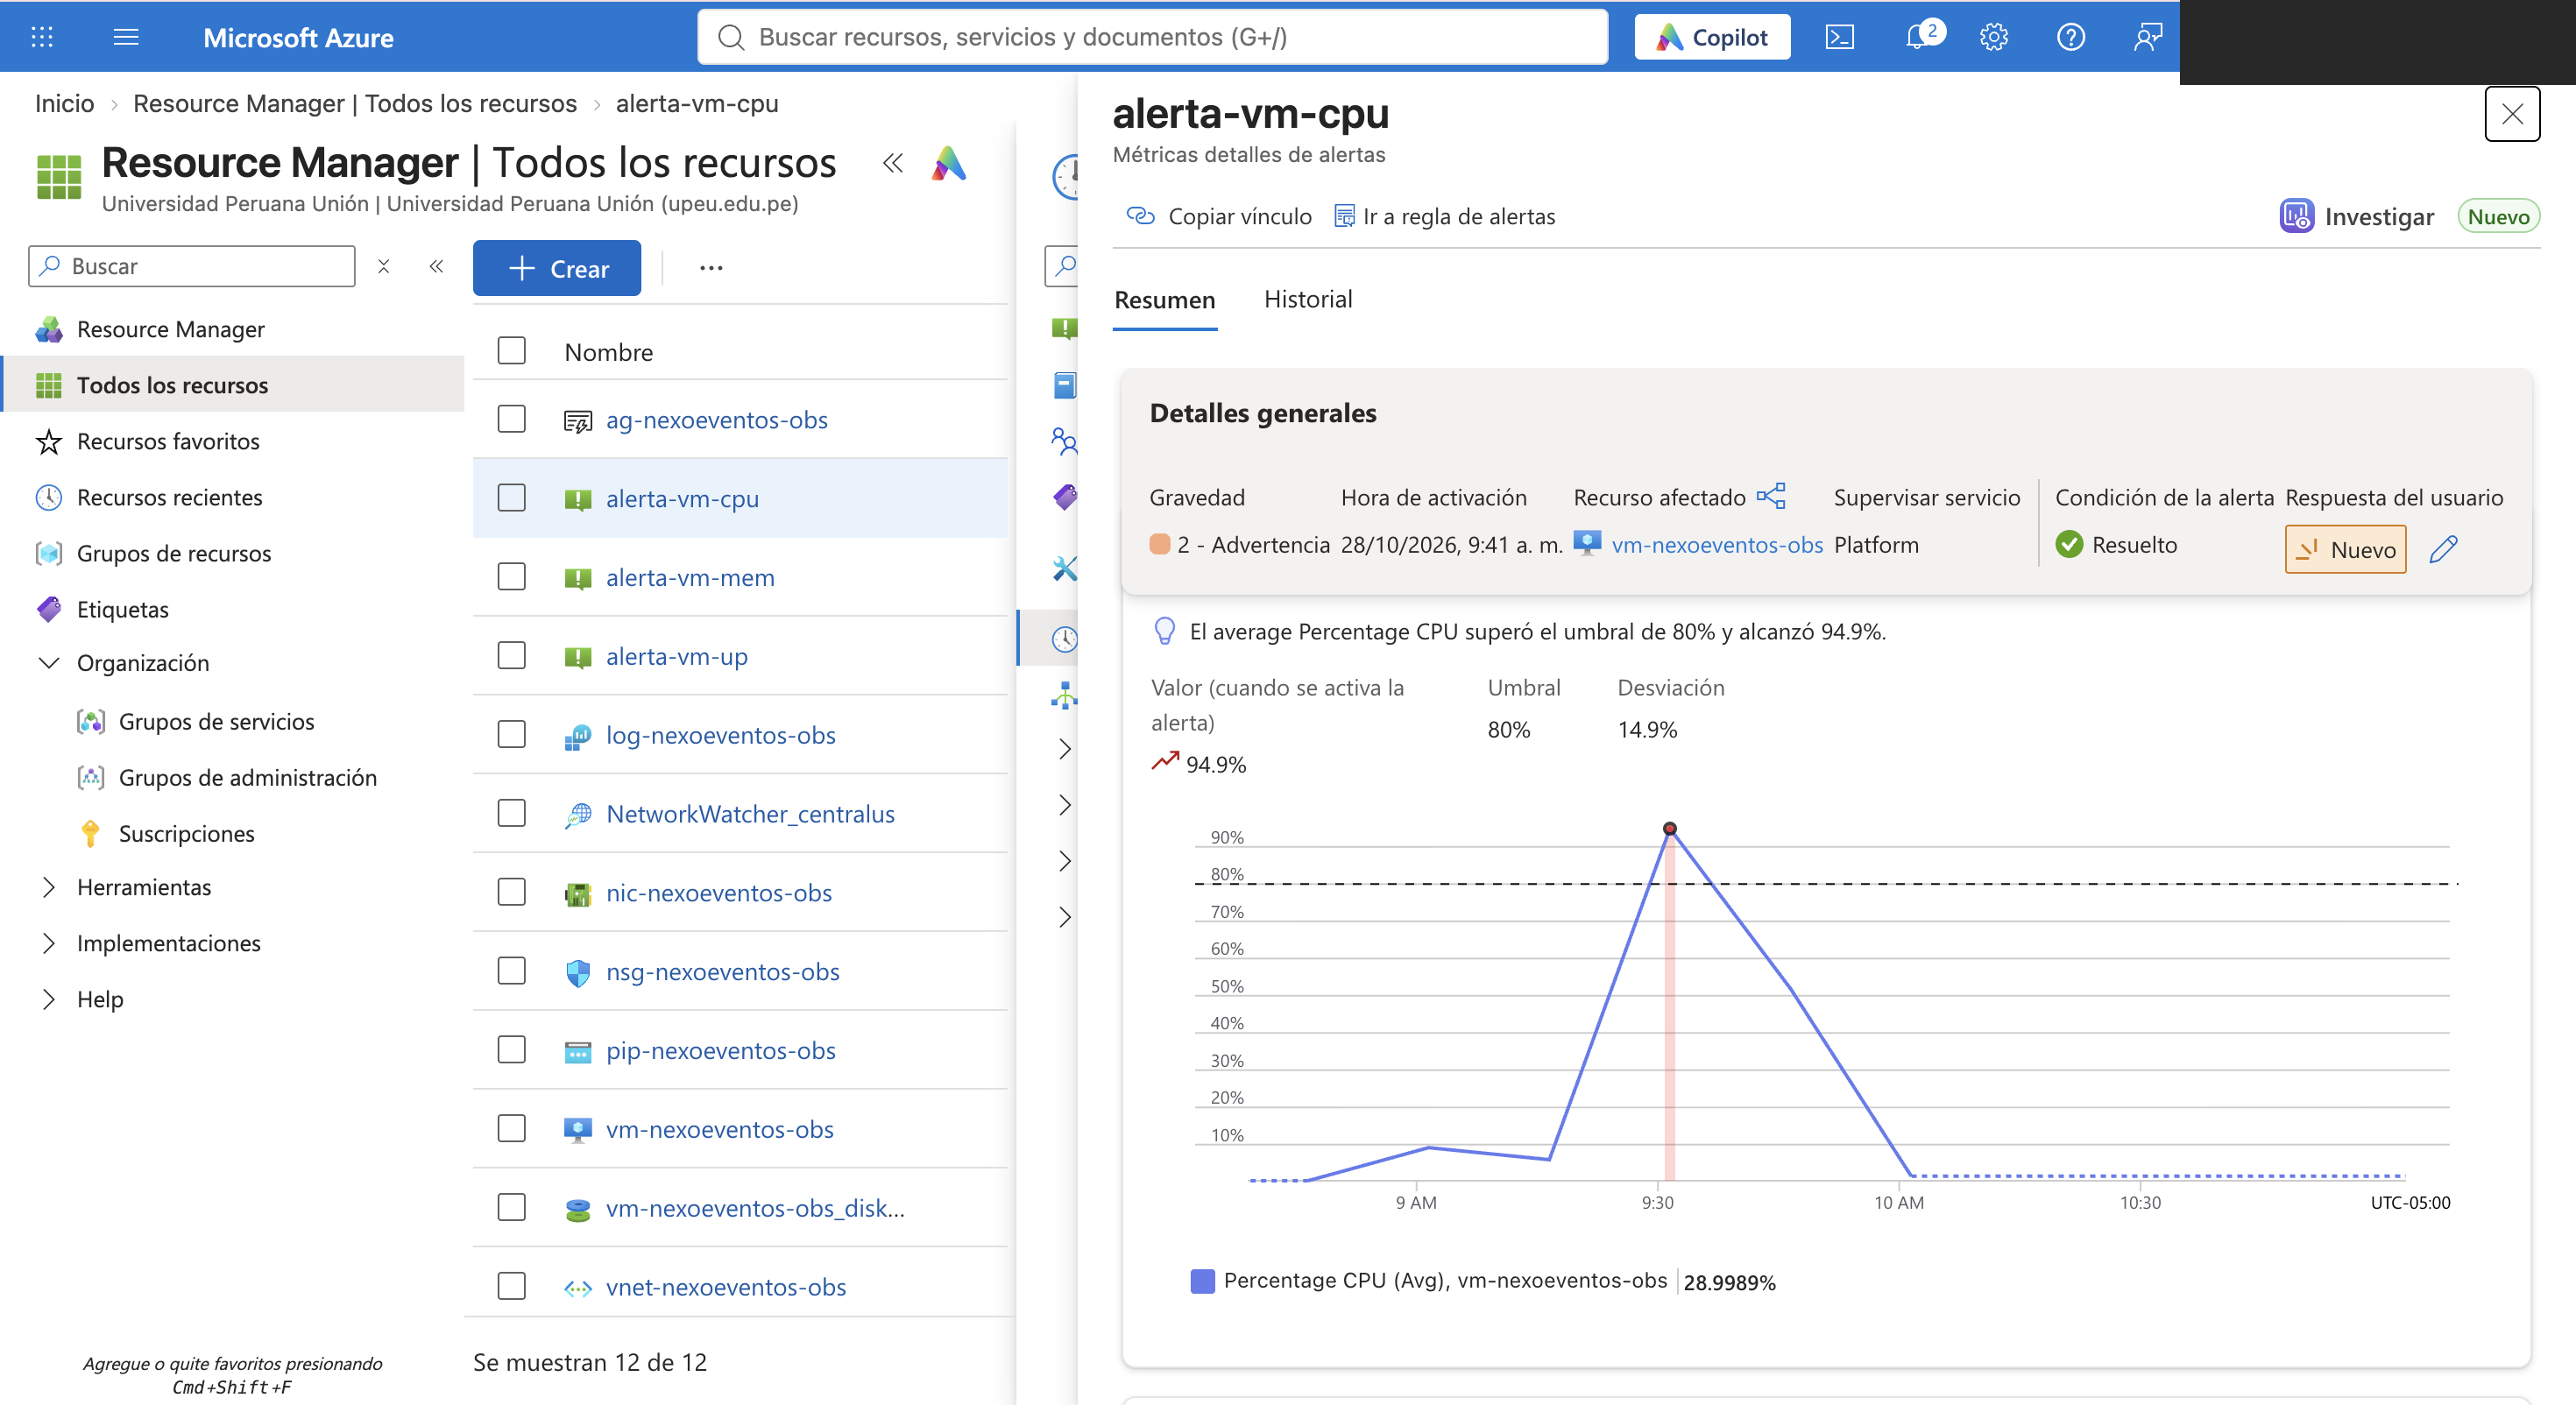 Microsoft Azure
Buscar recursos, servicios y documentos (G+/)
Copilot
2
Inicio > Resource Manager | Todos los recursos > alerta-vm-cpu
Resource Manager | Todos los recursos
Universidad Peruana Unión | Universidad Peruana Unión (upeu.edu.pe)
Buscar
Resource Manager
Todos los recursos
Recursos favoritos
Recursos recientes
Grupos de recursos
Etiquetas
Organización
Grupos de servicios
Grupos de administración
Suscripciones
Herramientas
Implementaciones
Help
Agregue o quite favoritos presionando
Cmd+Shift+F
Crear
Nombre
ag-nexoeventos-obs
alerta-vm-cpu
alerta-vm-mem
alerta-vm-up
log-nexoeventos-obs
NetworkWatcher_centralus
nic-nexoeventos-obs
nsg-nexoeventos-obs
pip-nexoeventos-obs
vm-nexoeventos-obs
vm-nexoeventos-obs_disk...
vnet-nexoeventos-obs
Se muestran 12 de 12
alerta-vm-cpu
Métricas detalles de alertas
Copiar vínculo
Ir a regla de alertas
Investigar
Nuevo
Resumen
Historial
Detalles generales
Gravedad
2 - Advertencia
Hora de activación
28/10/2026, 9:41 a. m.
Recurso afectado
vm-nexoeventos-obs
Supervisar servicio
Platform
Condición de la alerta
Resuelto
Respuesta del usuario
Nuevo
El average Percentage CPU superó el umbral de 80% y alcanzó 94.9%.
Valor (cuando se activa la
alerta)
94.9%
Umbral
80%
Desviación
14.9%
90%
80%
70%
60%
50%
40%
30%
20%
10%
9 AM
9:30
10 AM
10:30
UTC-05:00
Percentage CPU (Avg), vm-nexoeventos-obs
28.9989%